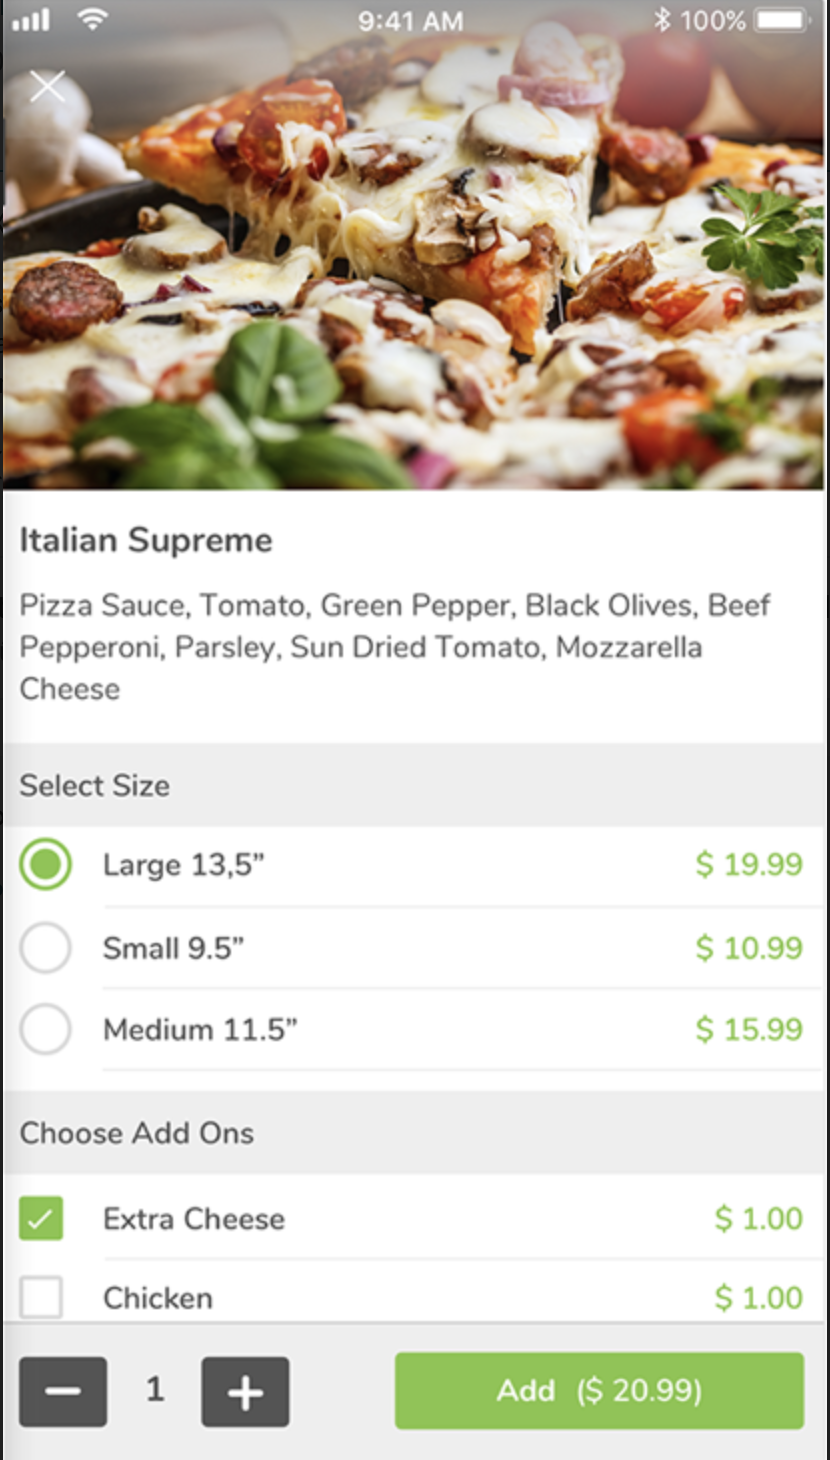 9:41 AM
100%
Italian Supreme
Pizza Sauce, Tomato, Green Pepper, Black Olives, Beef
Pepperoni, Parsley, Sun Dried Tomato, Mozzarella
Cheese
Select Size
Large 13,5” $ 19.99
Small 9.5” $ 10.99
Medium 11.5” $ 15.99
Choose Add Ons
Extra Cheese $ 1.00
Chicken $ 1.00
1
Add ($ 20.99)